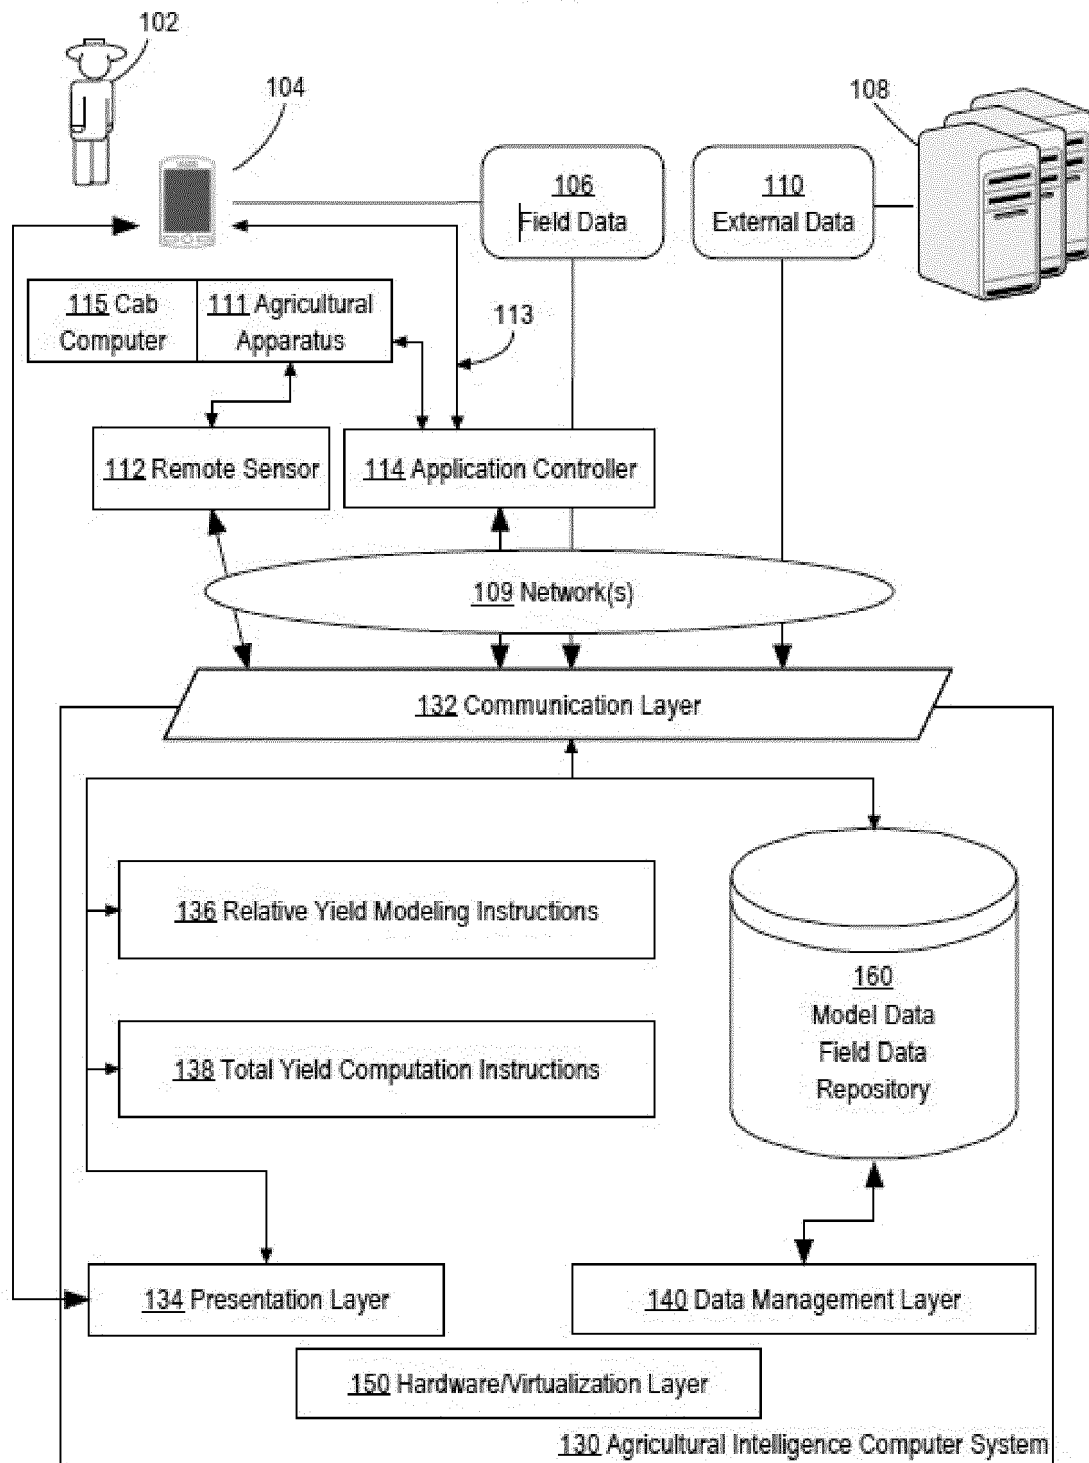 102
104
108
106
Field Data
110
External Data
115 Cab
Computer
111 Agricultural
Apparatus
113
112 Remote Sensor
114 Application Controller
109 Network(s)
132 Communication Layer
136 Relative Yield Modeling Instructions
160
Model Data
Field Data
Repository
138 Total Yield Computation Instructions
134 Presentation Layer
140 Data Management Layer
150 Hardware/Virtualization Layer
130 Agricultural Intelligence Computer System